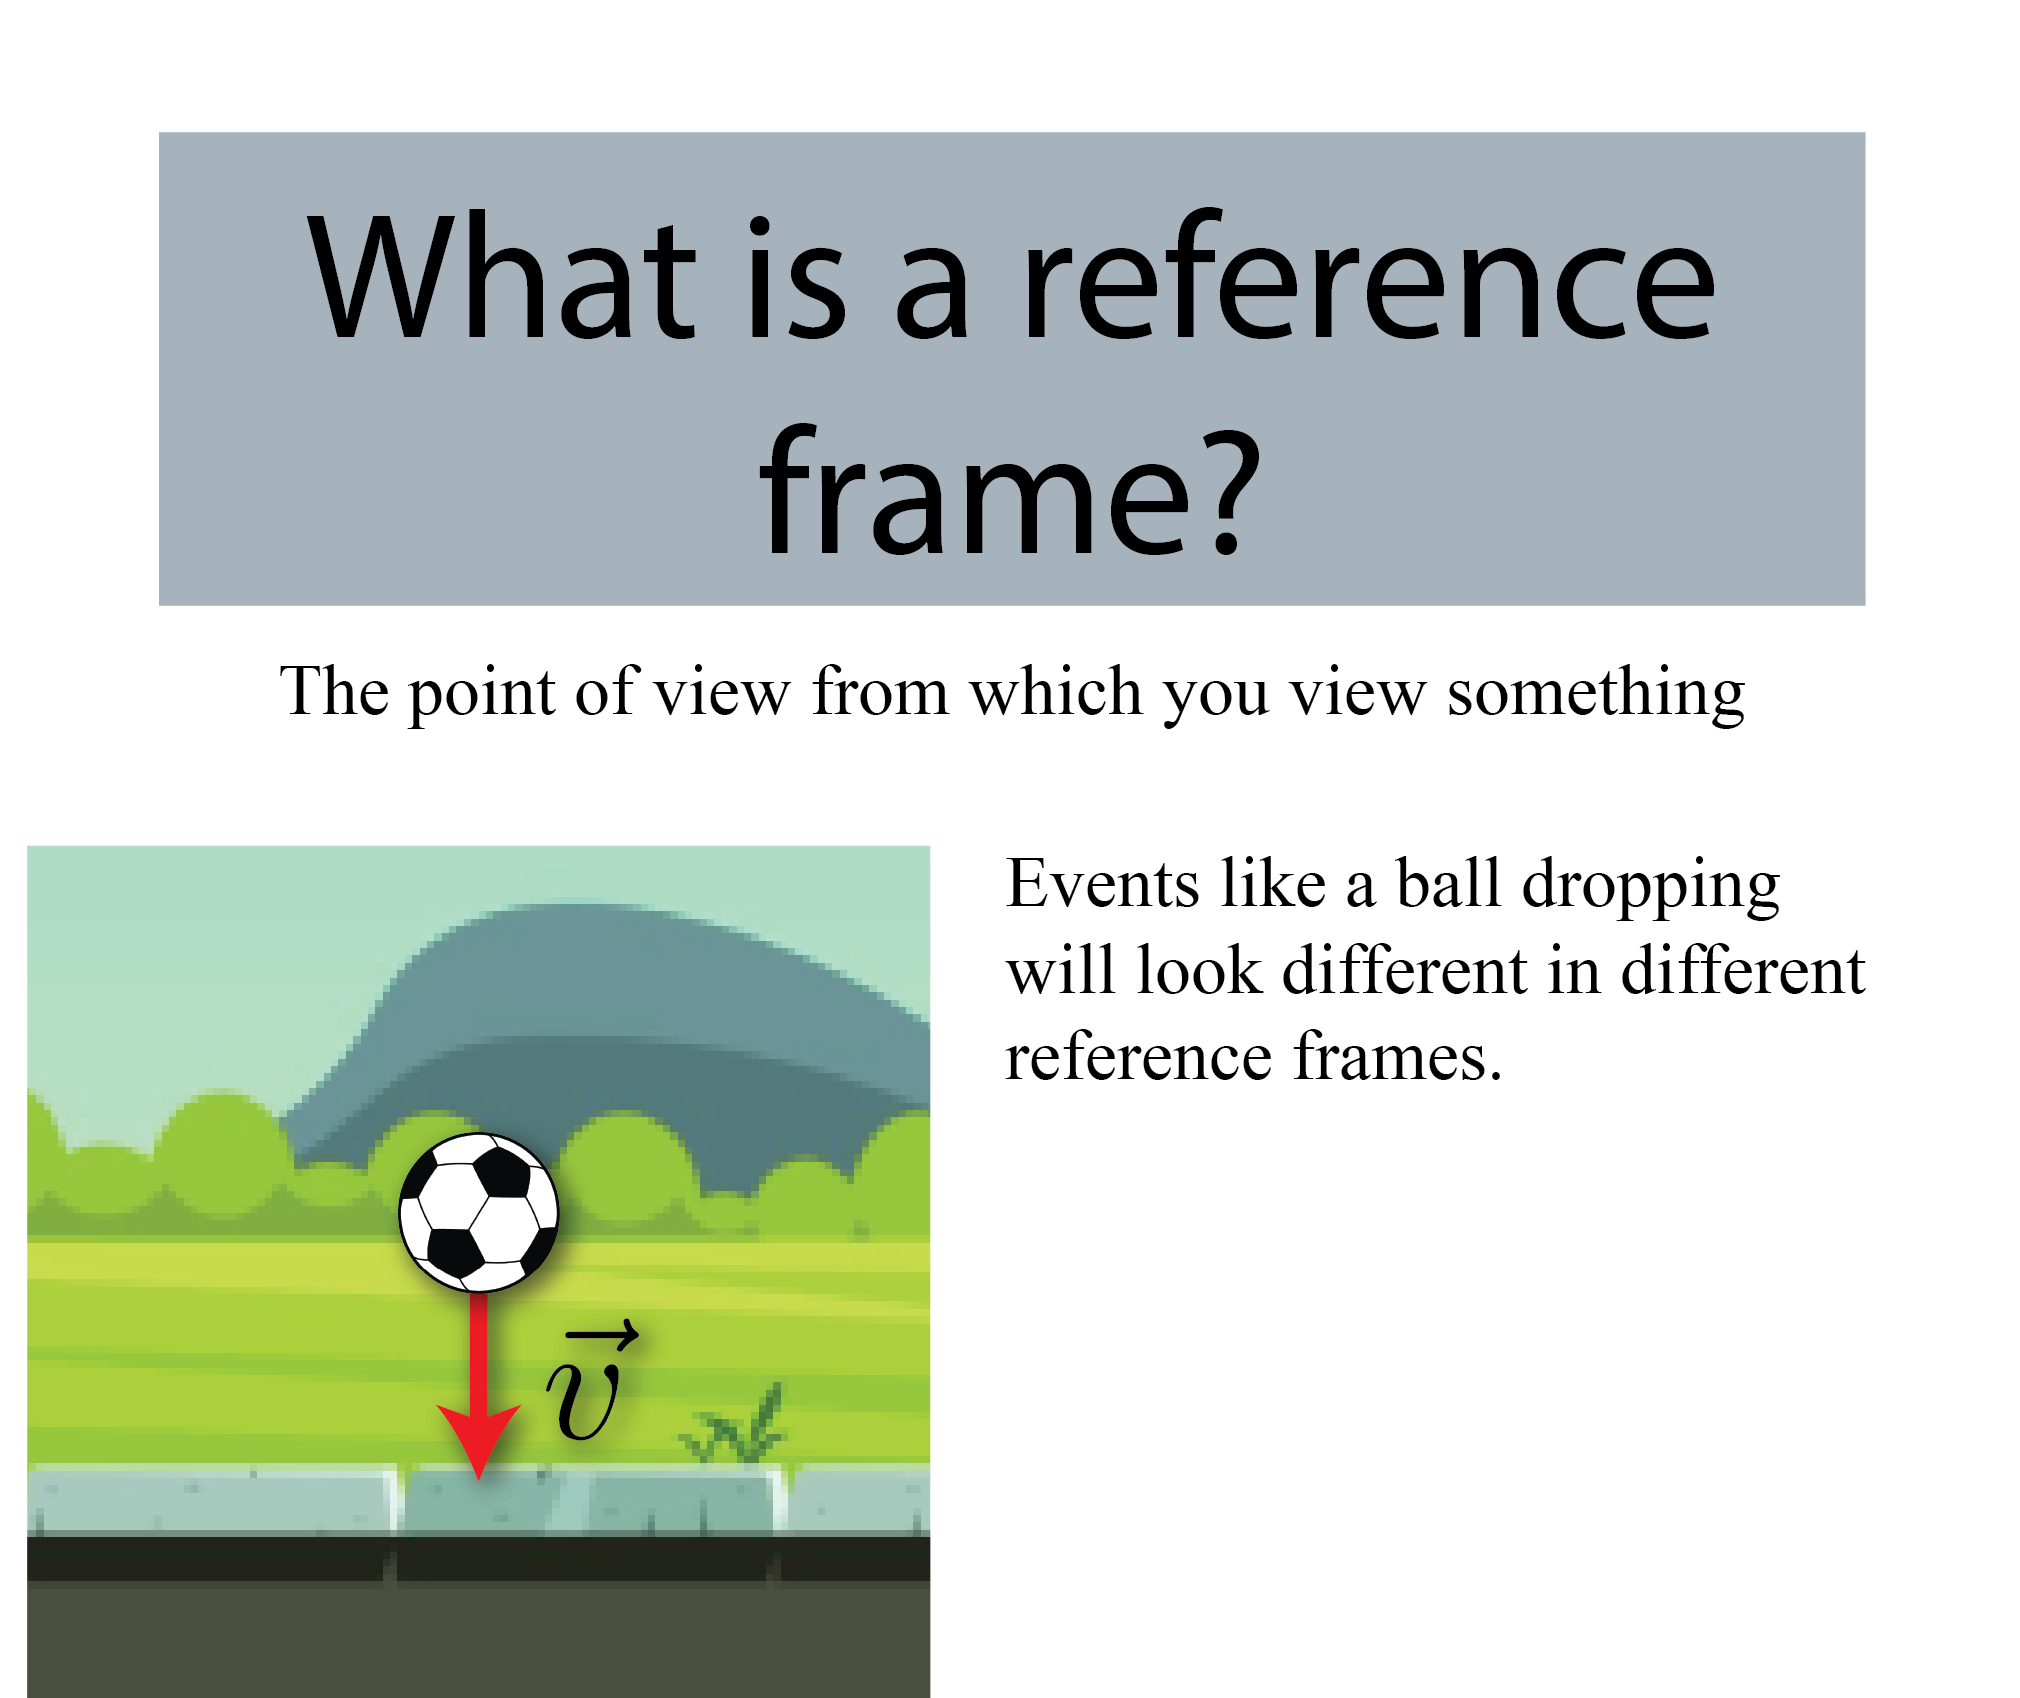 What is a reference
frame?
The point of view from which you view something
Events like a ball dropping
will look different in different
reference frames.
v⃗